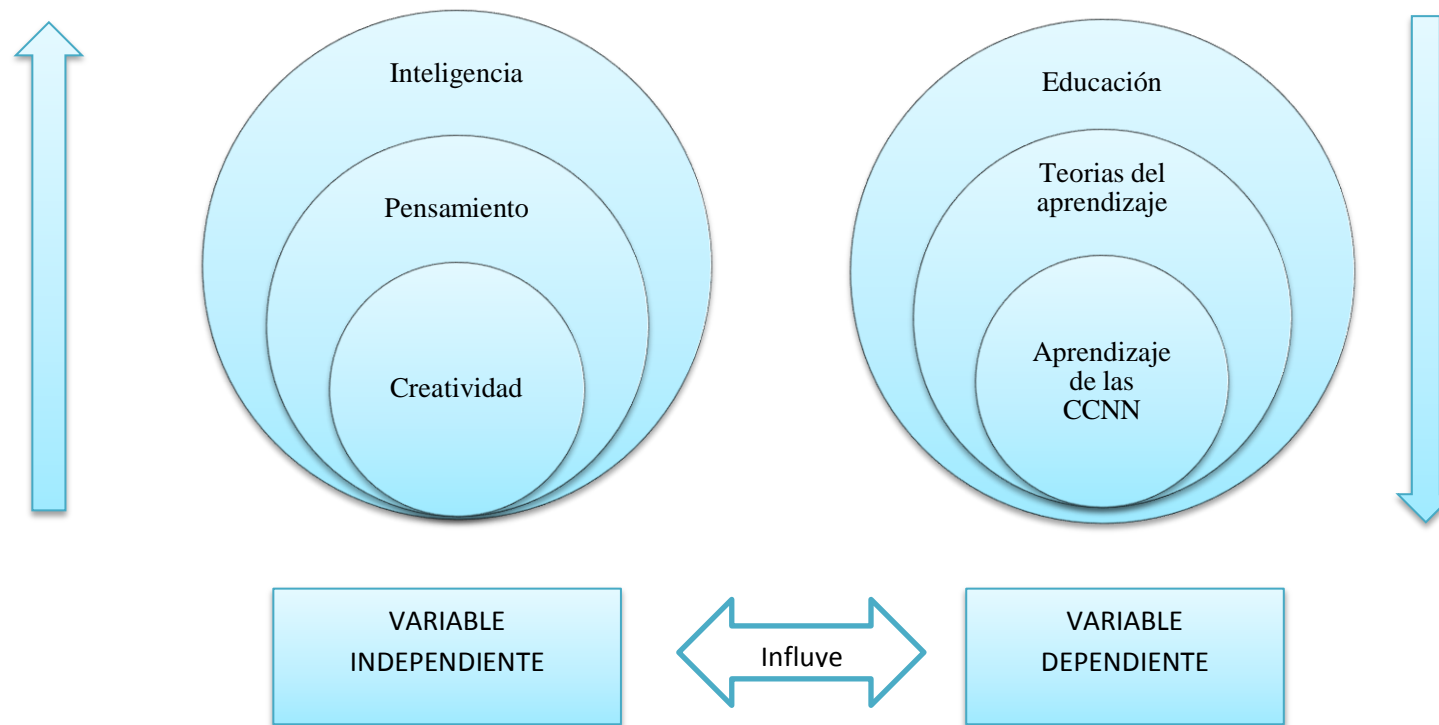 Inteligencia
Pensamiento
Creatividad
Educación
Teorias del
aprendizaje
Aprendizaje
de las
CCNN
VARIABLE
INDEPENDIENTE
Influve
VARIABLE
DEPENDIENTE